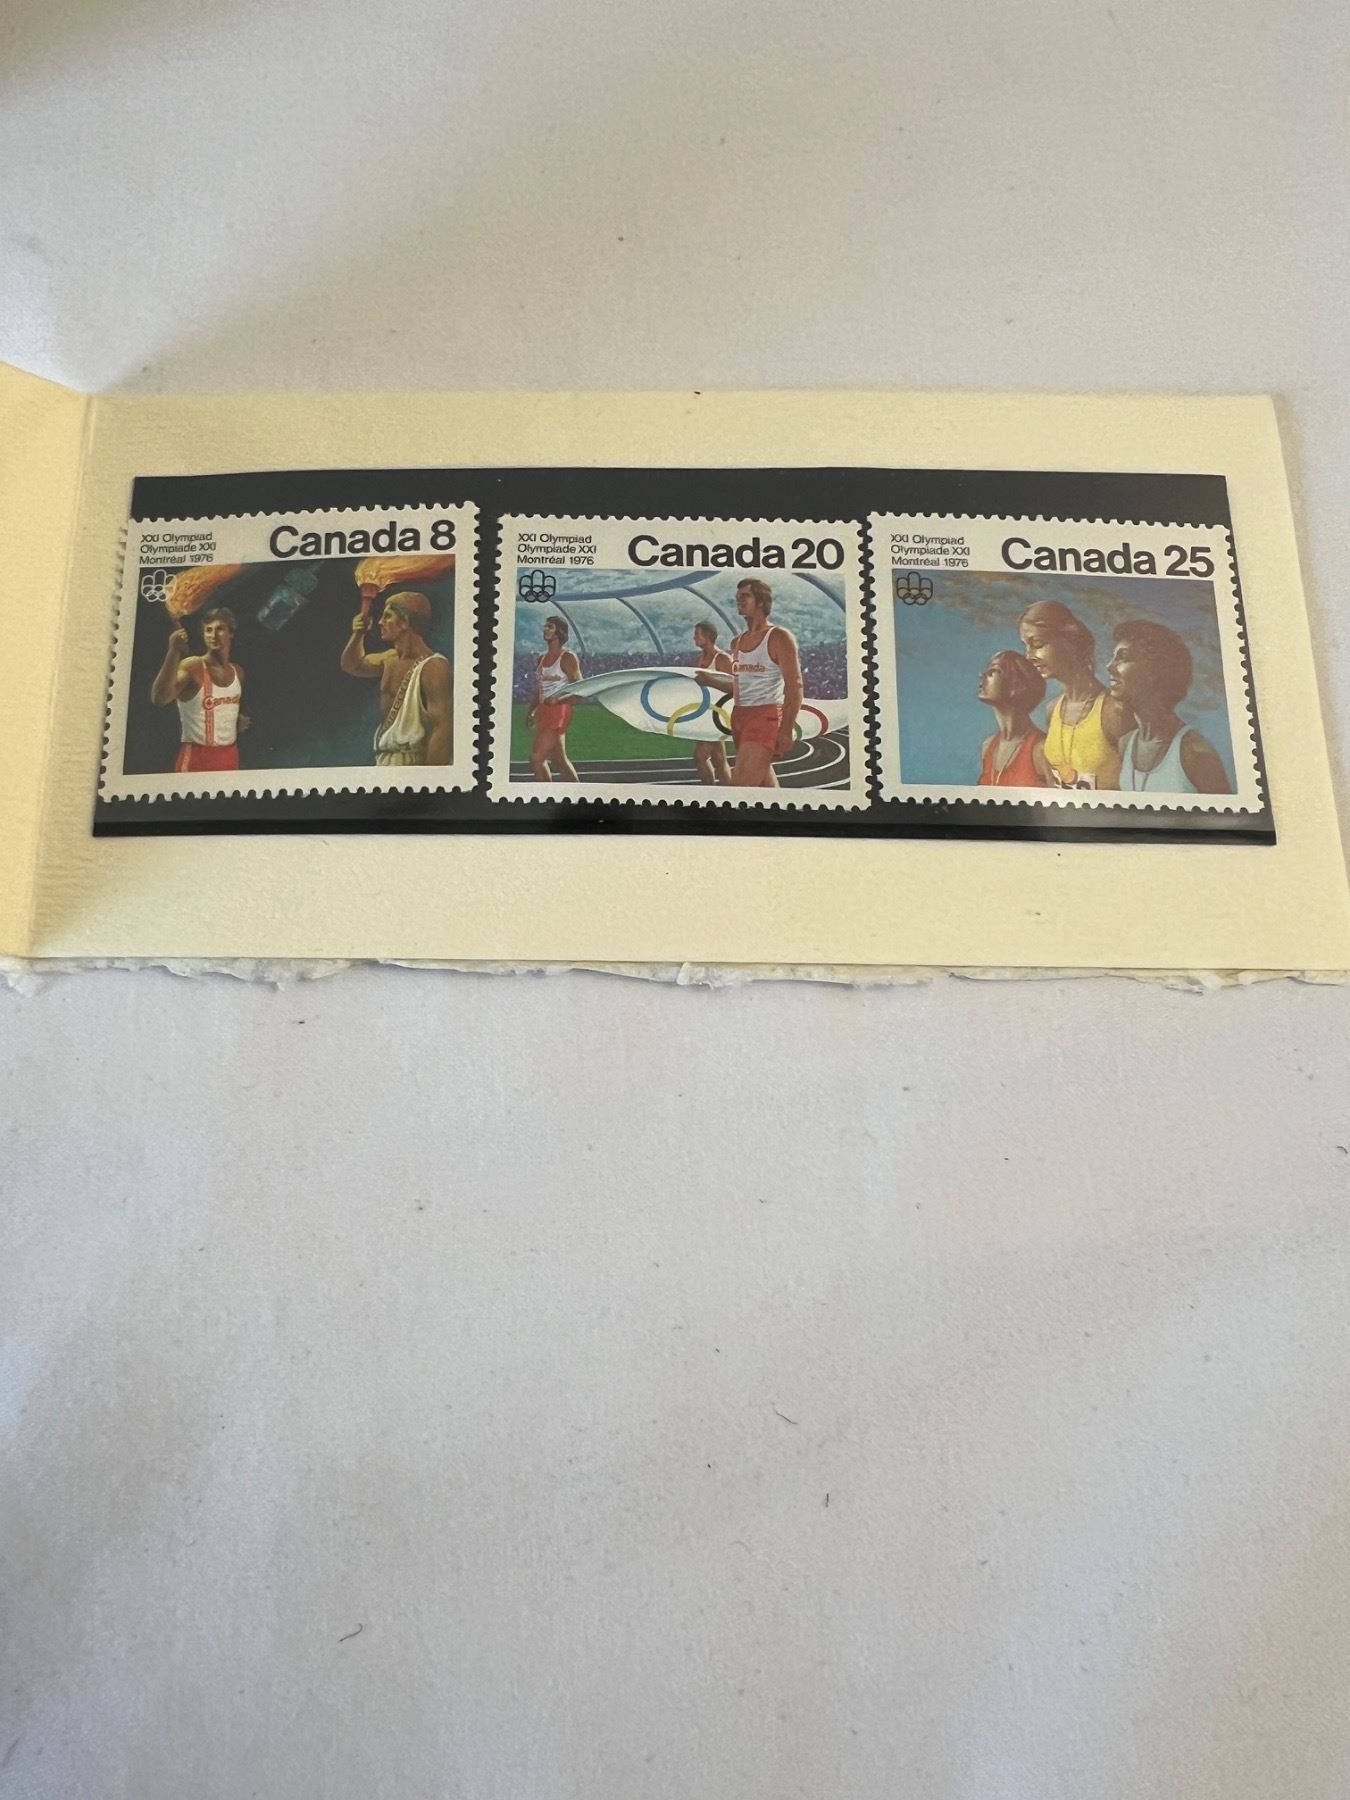 XXI Olympiad
Olympiade XXI
Montréal 1976
Canada 8
Canada
XXI Olympiad
Olympiade XXI
Montréal 1976
Canada 20
Canada
XXI Olympiad
Olympiade XXI
Montréal 1976
Canada 25